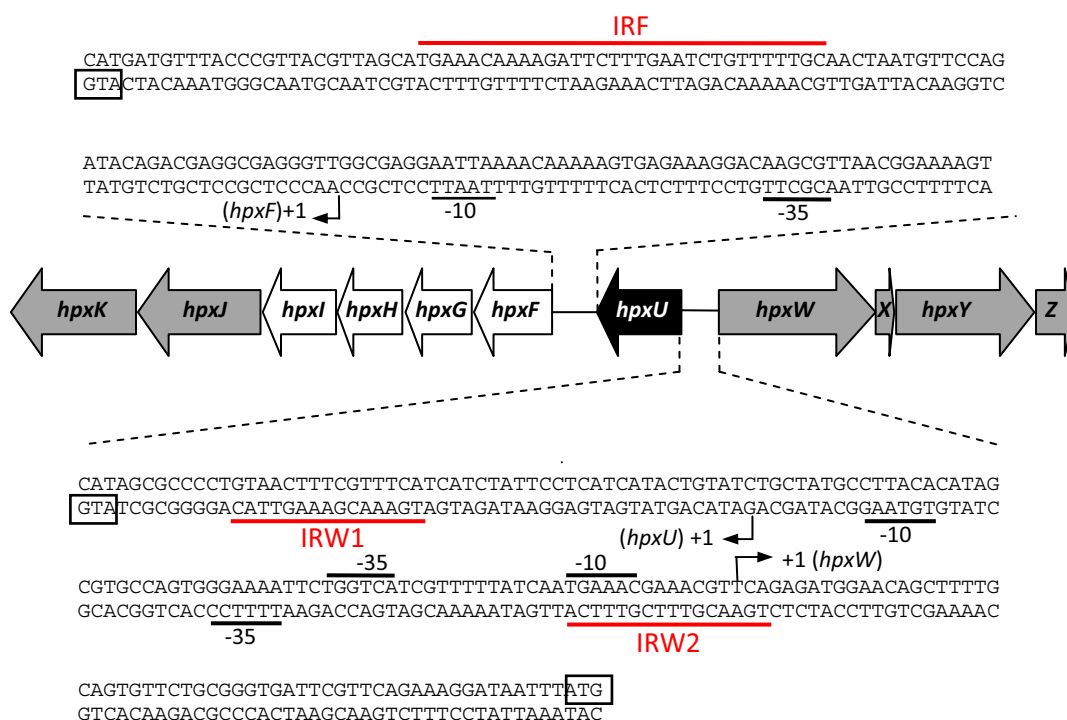 IRF
CATGATGTTTACCCGTTACGTTAGCATGAAACAAAAGATTCTTTGAATCTGTTTTTGCAACTAATGTTCCAG
GTACTACAAATGGGCAATGCAATCGTACTTTGTTTTCTAAGAAACTTAGACAAAAACGTTGATTACAAGGTC
ATACAGACGAGGCGAGGGTTGGCGAGGAATTAAAACAAAAAGTGAGAAAGGACAAGCGTTAACGGAAAAGT
TATGTCTGCTCCGCTCCCAACCGCTCCTTAATTTTGTTTTTCACTCTTTCCTGTTCGCAATTGCCTTTTCA
(hpxF)+1 -10 -35
hpxK hpxJ hpxI hpxH hpxG hpxF hpxU hpxW X hpxY Z
CATAGCGCCCCTGTAACTTTCGTTTCATCATCTATTCCTCATCATACTGTATCTGCTATGCCTTACACATAG
GTATCGCGGGGACATTGAAAGCAAAGTAGTAGATAAGGAGTAGTATGACATAGACGATACGGAATGTGTATC
IRW1 (hpxU) +1 -10
-35 -10 +1 (hpxW)
CGTGCCAGTGGGAAAATTCTGGTCATCGTTTTTATCAATGAAACGAAACGTTCAGAGATGGAACAGCTTTTG
GCACGGTCACCCTTTTAAGACCAGTAGCAAAAATAGTTACTTTGCTTTGCAAGTCTCTACCTTGTCGAAAAC
-35 IRW2
CAGTGTTCTGCGGGTGATTCGTTCAGAAAGGATAATTTATG
GTCACAAGACGCCCACTAAGCAAGTCTTTCCTATTAAATAC